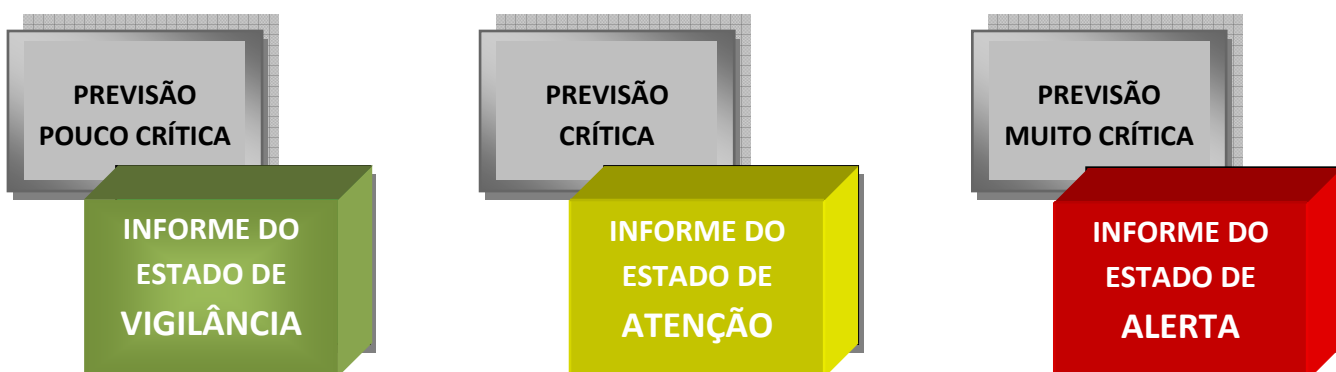 PREVISÃO
POUCO CRÍTICA
INFORME DO
ESTADO DE
VIGILÂNCIA
PREVISÃO
CRÍTICA
INFORME DO
ESTADO DE
ATENÇÃO
PREVISÃO
MUITO CRÍTICA
INFORME DO
ESTADO DE
ALERTA